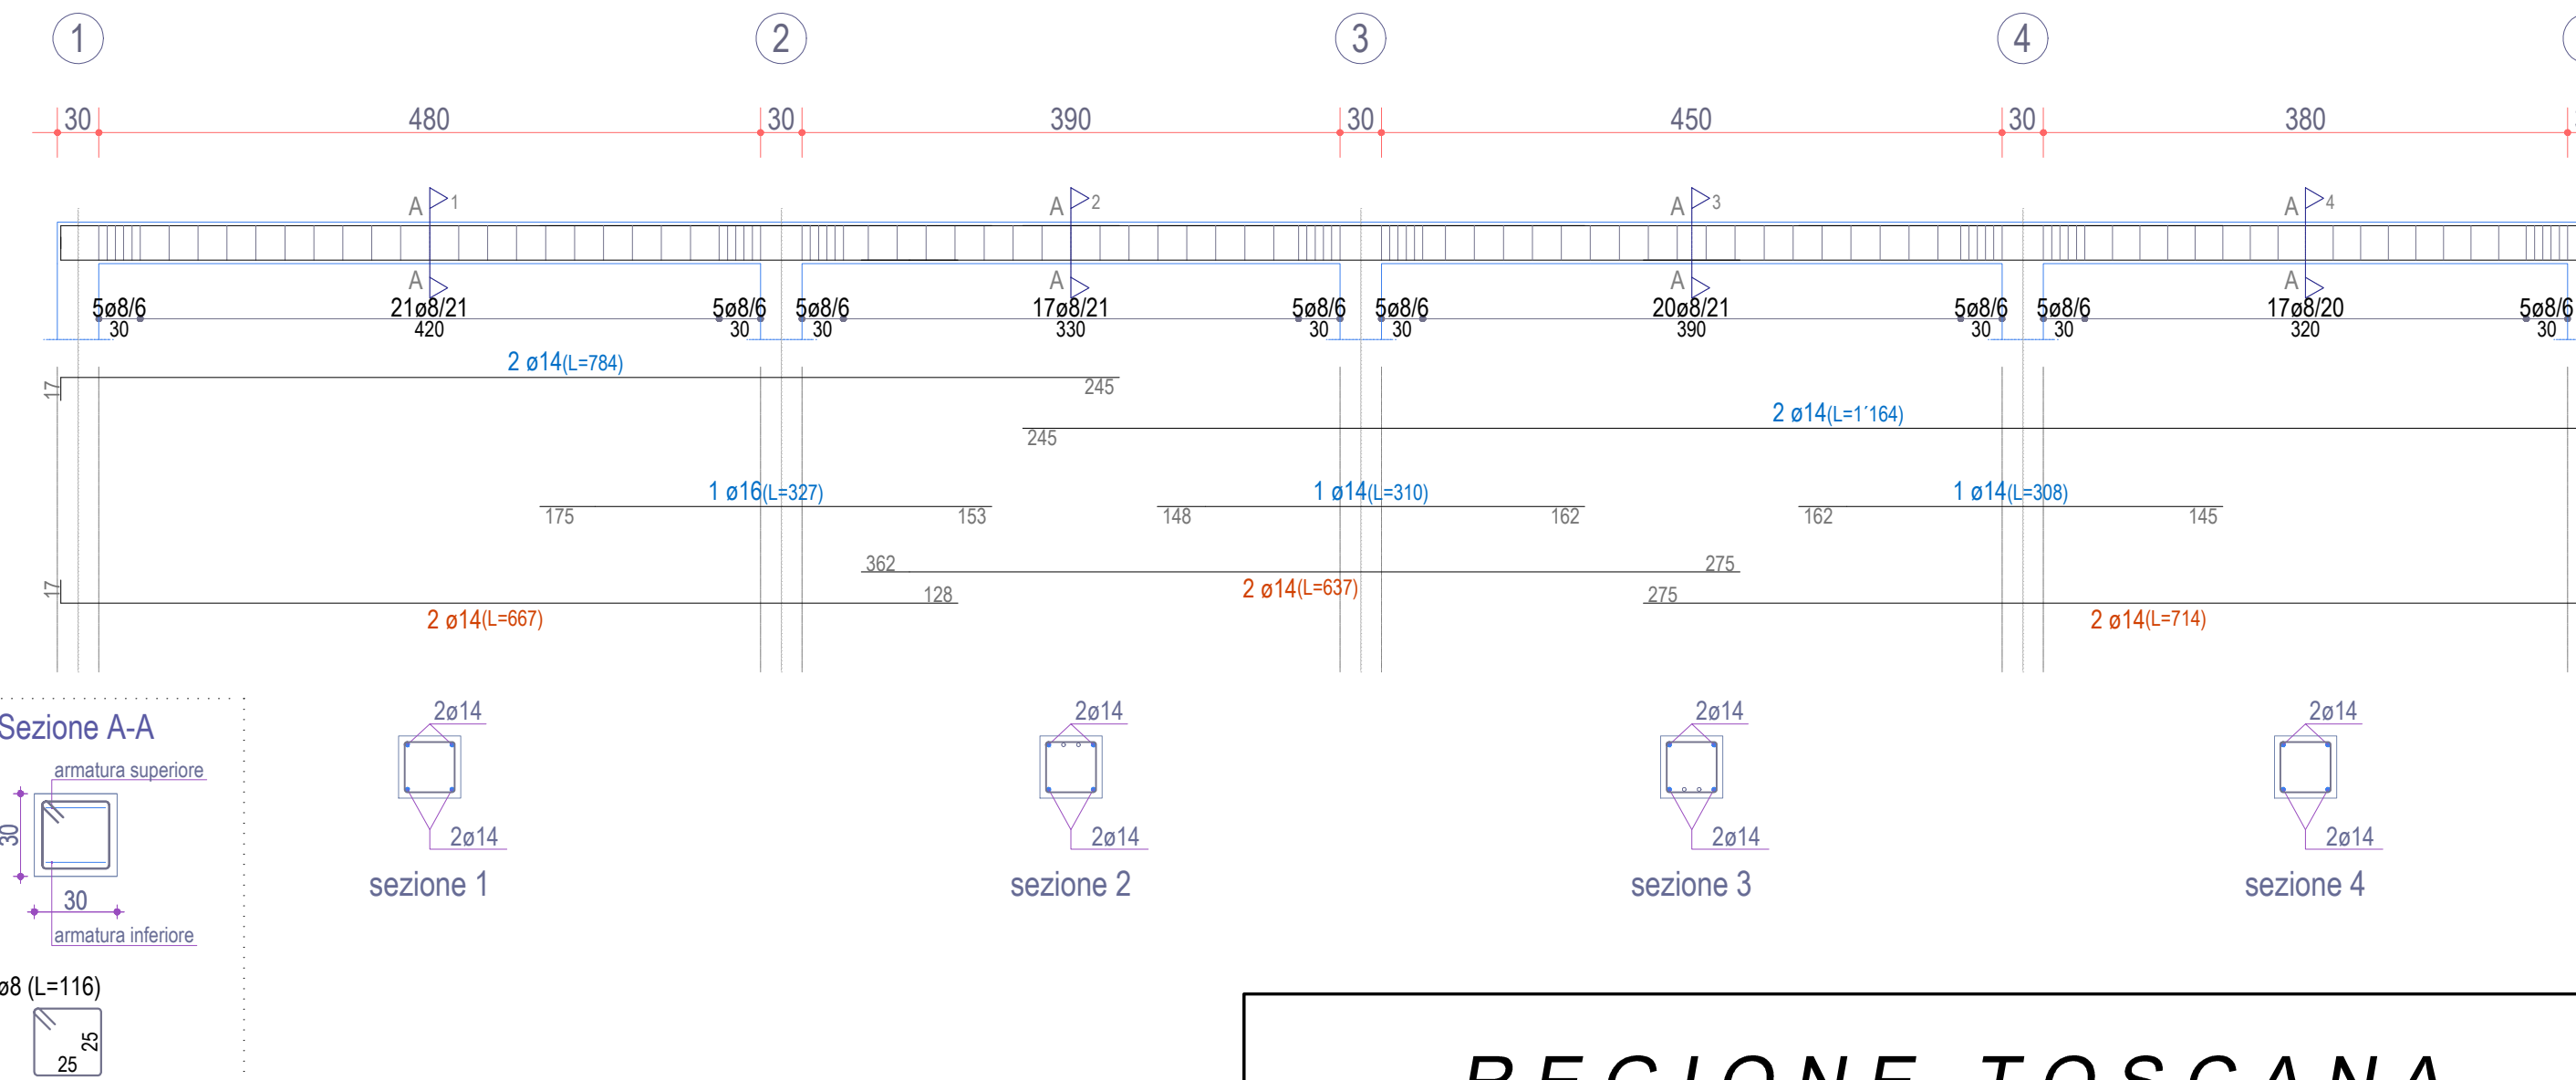 1 2 3 4
30 480 30 390 30 450 30 380
A 1 A 2 A 3 A 4
A A A A
5ø8/6 21ø8/21 5ø8/6 5ø8/6 17ø8/21 5ø8/6 5ø8/6 20ø8/21 5ø8/6 5ø8/6 17ø8/20 5ø8/6
30 420 30 30 330 30 30 390 30 30 320 30
2 ø14(L=784)
17 245
2 ø14(L=1´164)
245
1 ø16(L=327) 1 ø14(L=310) 1 ø14(L=308)
175 153 148 162 162 145
362 275
2 ø14(L=637)
17 128 275
2 ø14(L=667) 2 ø14(L=714)
Sezione A-A
armatura superiore
30
30
armatura inferiore
ø8 (L=116)
25
25
2ø14 2ø14 2ø14 2ø14
2ø14 2ø14 2ø14 2ø14
sezione 1 sezione 2 sezione 3 sezione 4
REGIONE TOSCANA